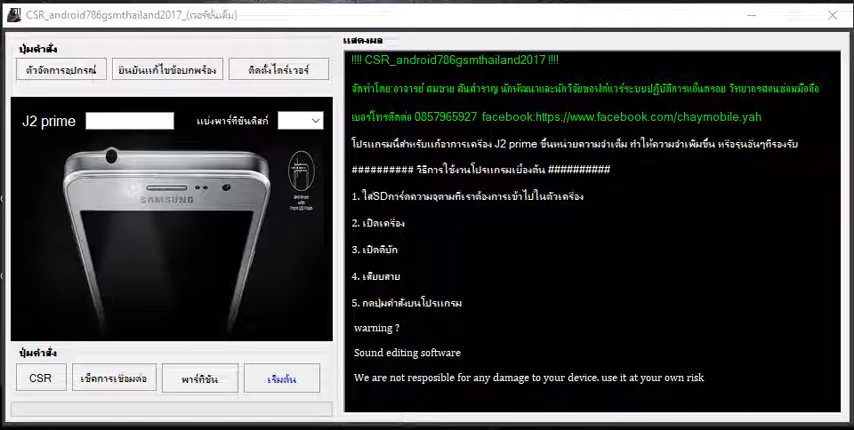 CSR_android786gsmthailand2017_(เวอร์ชั่นเต็ม)
ปุ่มคำสั่ง
ตัวจัดการอุปกรณ์
ยินยันแก้ไขข้อบกพร่อง
ติดตั้งไดร์เวอร์
J2 prime
แบ่งพาร์ทิชันดิสก์
SAMSUNG
ปุ่มคำสั่ง
CSR
เช็คการเชื่อมต่อ
พาร์ทิชัน
เริ่มต้น
แสดงผล
!!!! CSR_android786gsmthailand2017 !!!!
จัดทำโดย:อาจารย์ สมชาย สันสำราญ นักพัฒนาและนักวิจัยซอฟต์แวร์ระบบปฏิบัติการแอ็นดรอย วิทยากรสอนซ่อมมือถือ
เบอร์โทรติดต่อ 0857965927 facebook:https://www.facebook.com/chaymobile.yah
โปรแกรมนี้สำหรับแก้อาการเครื่อง J2 prime ขึ้นหน่วยความจำเต็ม ทำให้ความจำเพิ่มขึ้น หรือรุ่นอื่นๆที่รองรับ
########## วิธีการใช้งานโปรแกรมเบื่องต้น ##########
1. ใส่SDการ์ดความจุตามที่เราต้องการเข้าไปในตัวเครื่อง
2. เปิดเครื่อง
3. เปิดดีบัก
4. เสียบสาย
5. กดปุ่มคำสั่งบนโปรแกรม
warning ?
Sound editing software
We are not resposible for any damage to your device. use it at your own risk